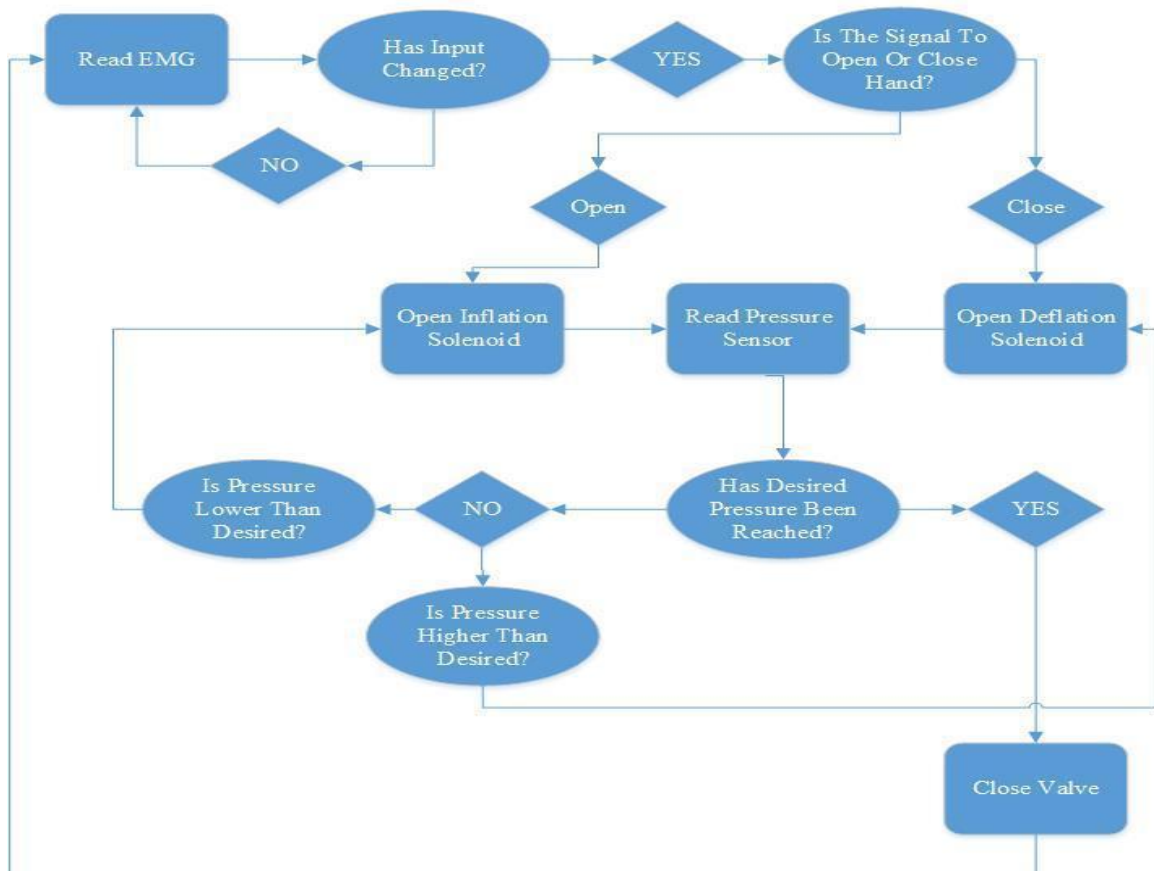 Read EMG
Has Input
Changed?
YES
Is The Signal To
Open Or Close
Hand?
NO
Open
Close
Open Inflation
Solenoid
Read Pressure
Sensor
Open Deflation
Solenoid
Is Pressure
Lower Than
Desired?
NO
Has Desired
Pressure Been
Reached?
YES
Is Pressure
Higher Than
Desired?
Close Valve